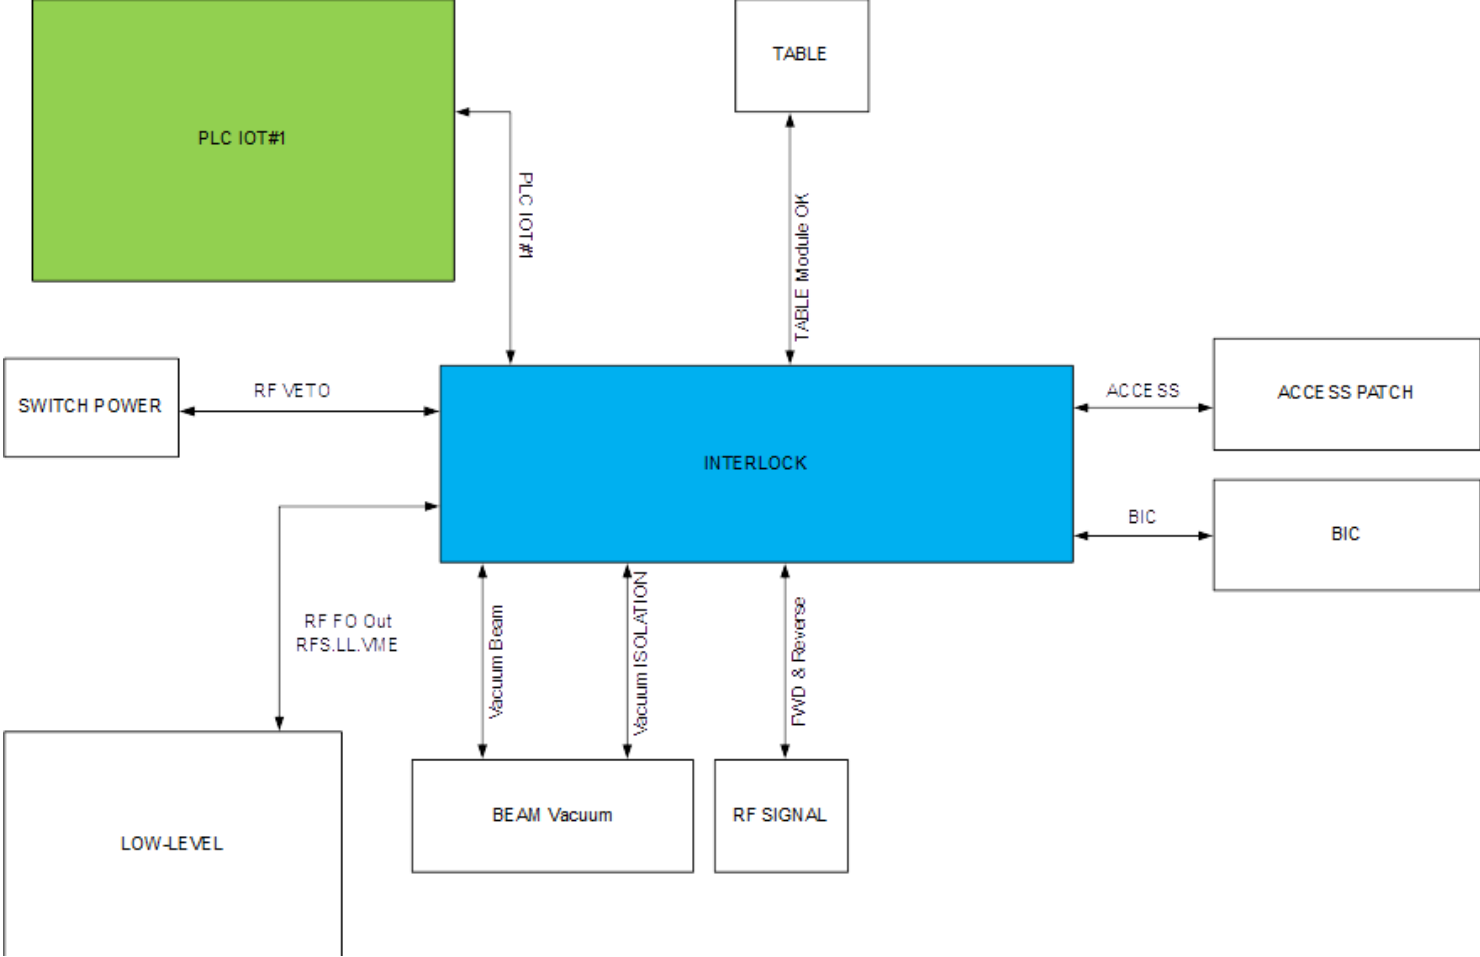 TABLE
PLC IOT#1
PLC IOT#1
TABLE Module OK
SWITCH POWER
RF VETO
ACCESS
ACCESS PATCH
INTERLOCK
BIC
BIC
RF FO Out
RFS.LL.VME
Vacuum Beam
Vacuum ISOLATION
FWD & Reverse
BEAM Vacuum
RF SIGNAL
LOW-LEVEL